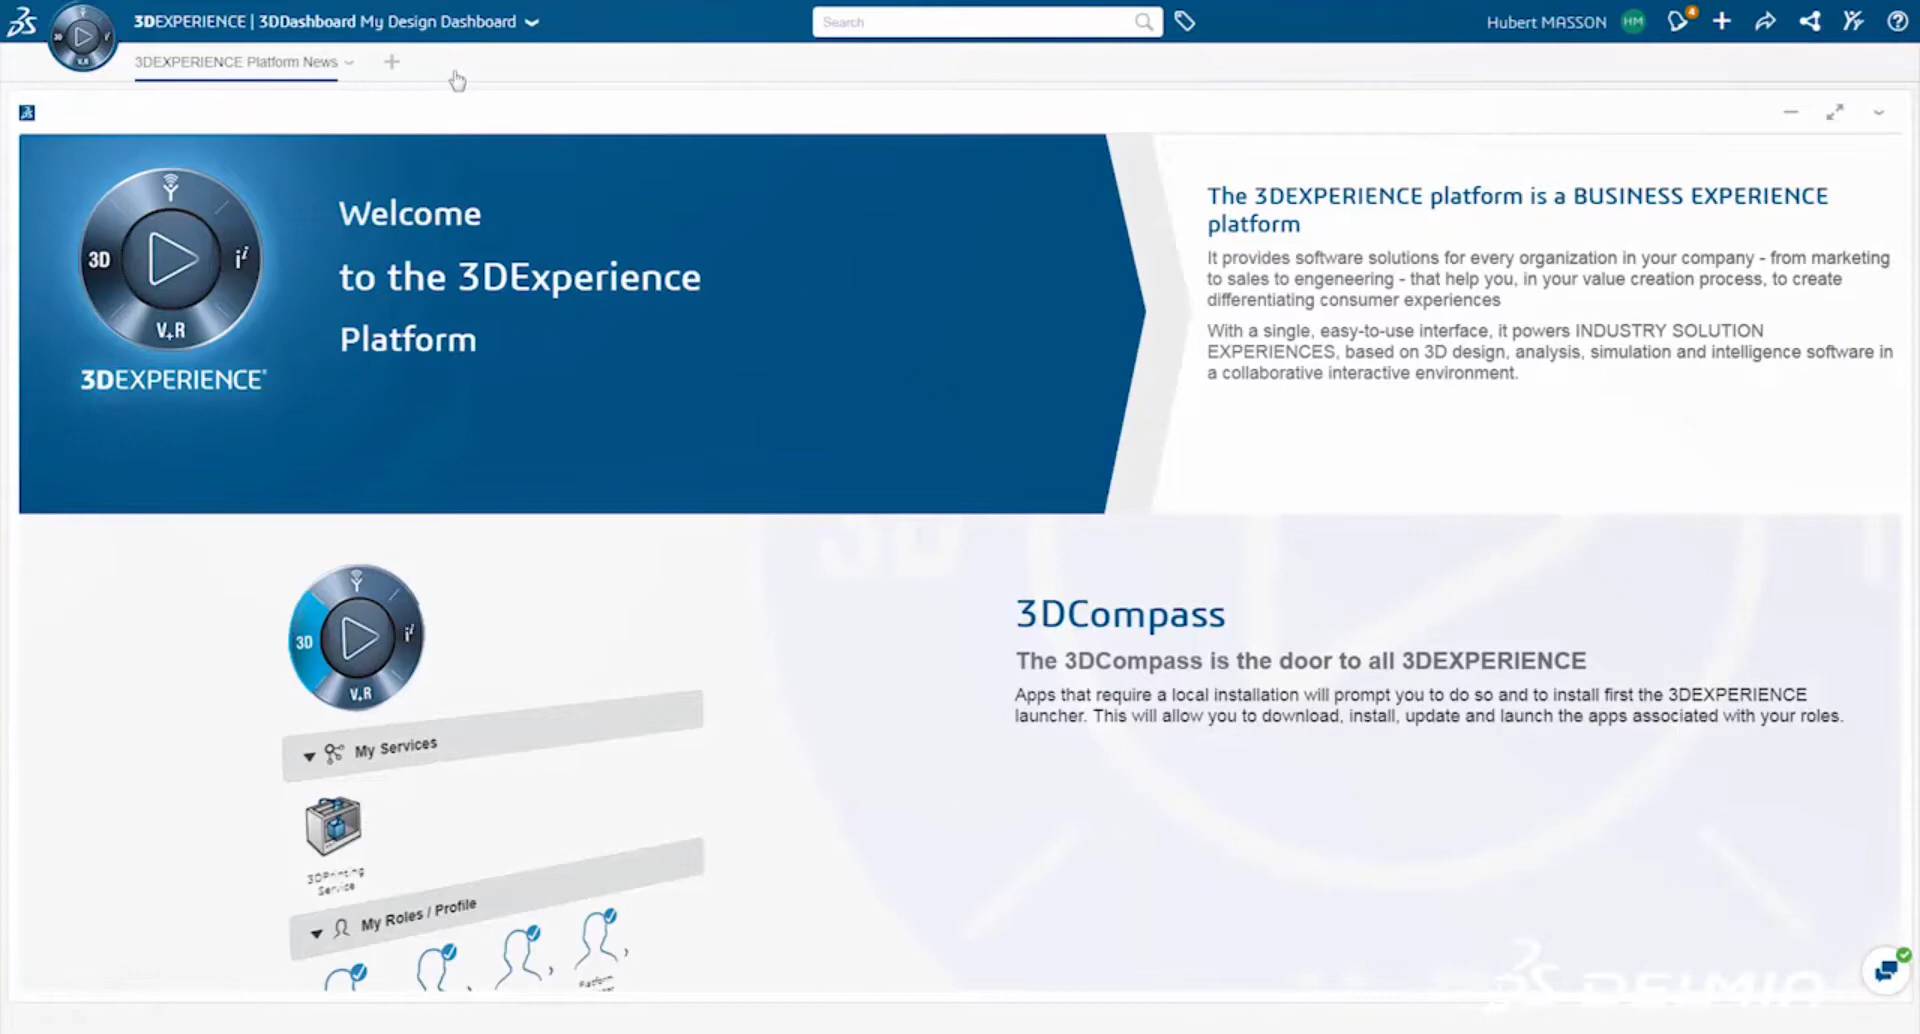 3DEXPERIENCE | 3DDashboard My Design Dashboard
Search
Hubert MASSON
HM
4
3DEXPERIENCE Platform News
3D
V+R
3DEXPERIENCE
Welcome
to the 3DExperience
Platform
The 3DEXPERIENCE platform is a BUSINESS EXPERIENCE
platform
It provides software solutions for every organization in your company - from marketing
to sales to engeneering - that help you, in your value creation process, to create
differentiating consumer experiences
With a single, easy-to-use interface, it powers INDUSTRY SOLUTION
EXPERIENCES, based on 3D design, analysis, simulation and intelligence software in
a collaborative interactive environment.
3D
V+R
My Services
3DPrinting
Service
My Roles / Profile
3DCompass
The 3DCompass is the door to all 3DEXPERIENCE
Apps that require a local installation will prompt you to do so and to install first the 3DEXPERIENCE
launcher. This will allow you to download, install, update and launch the apps associated with your roles.
DELMIA